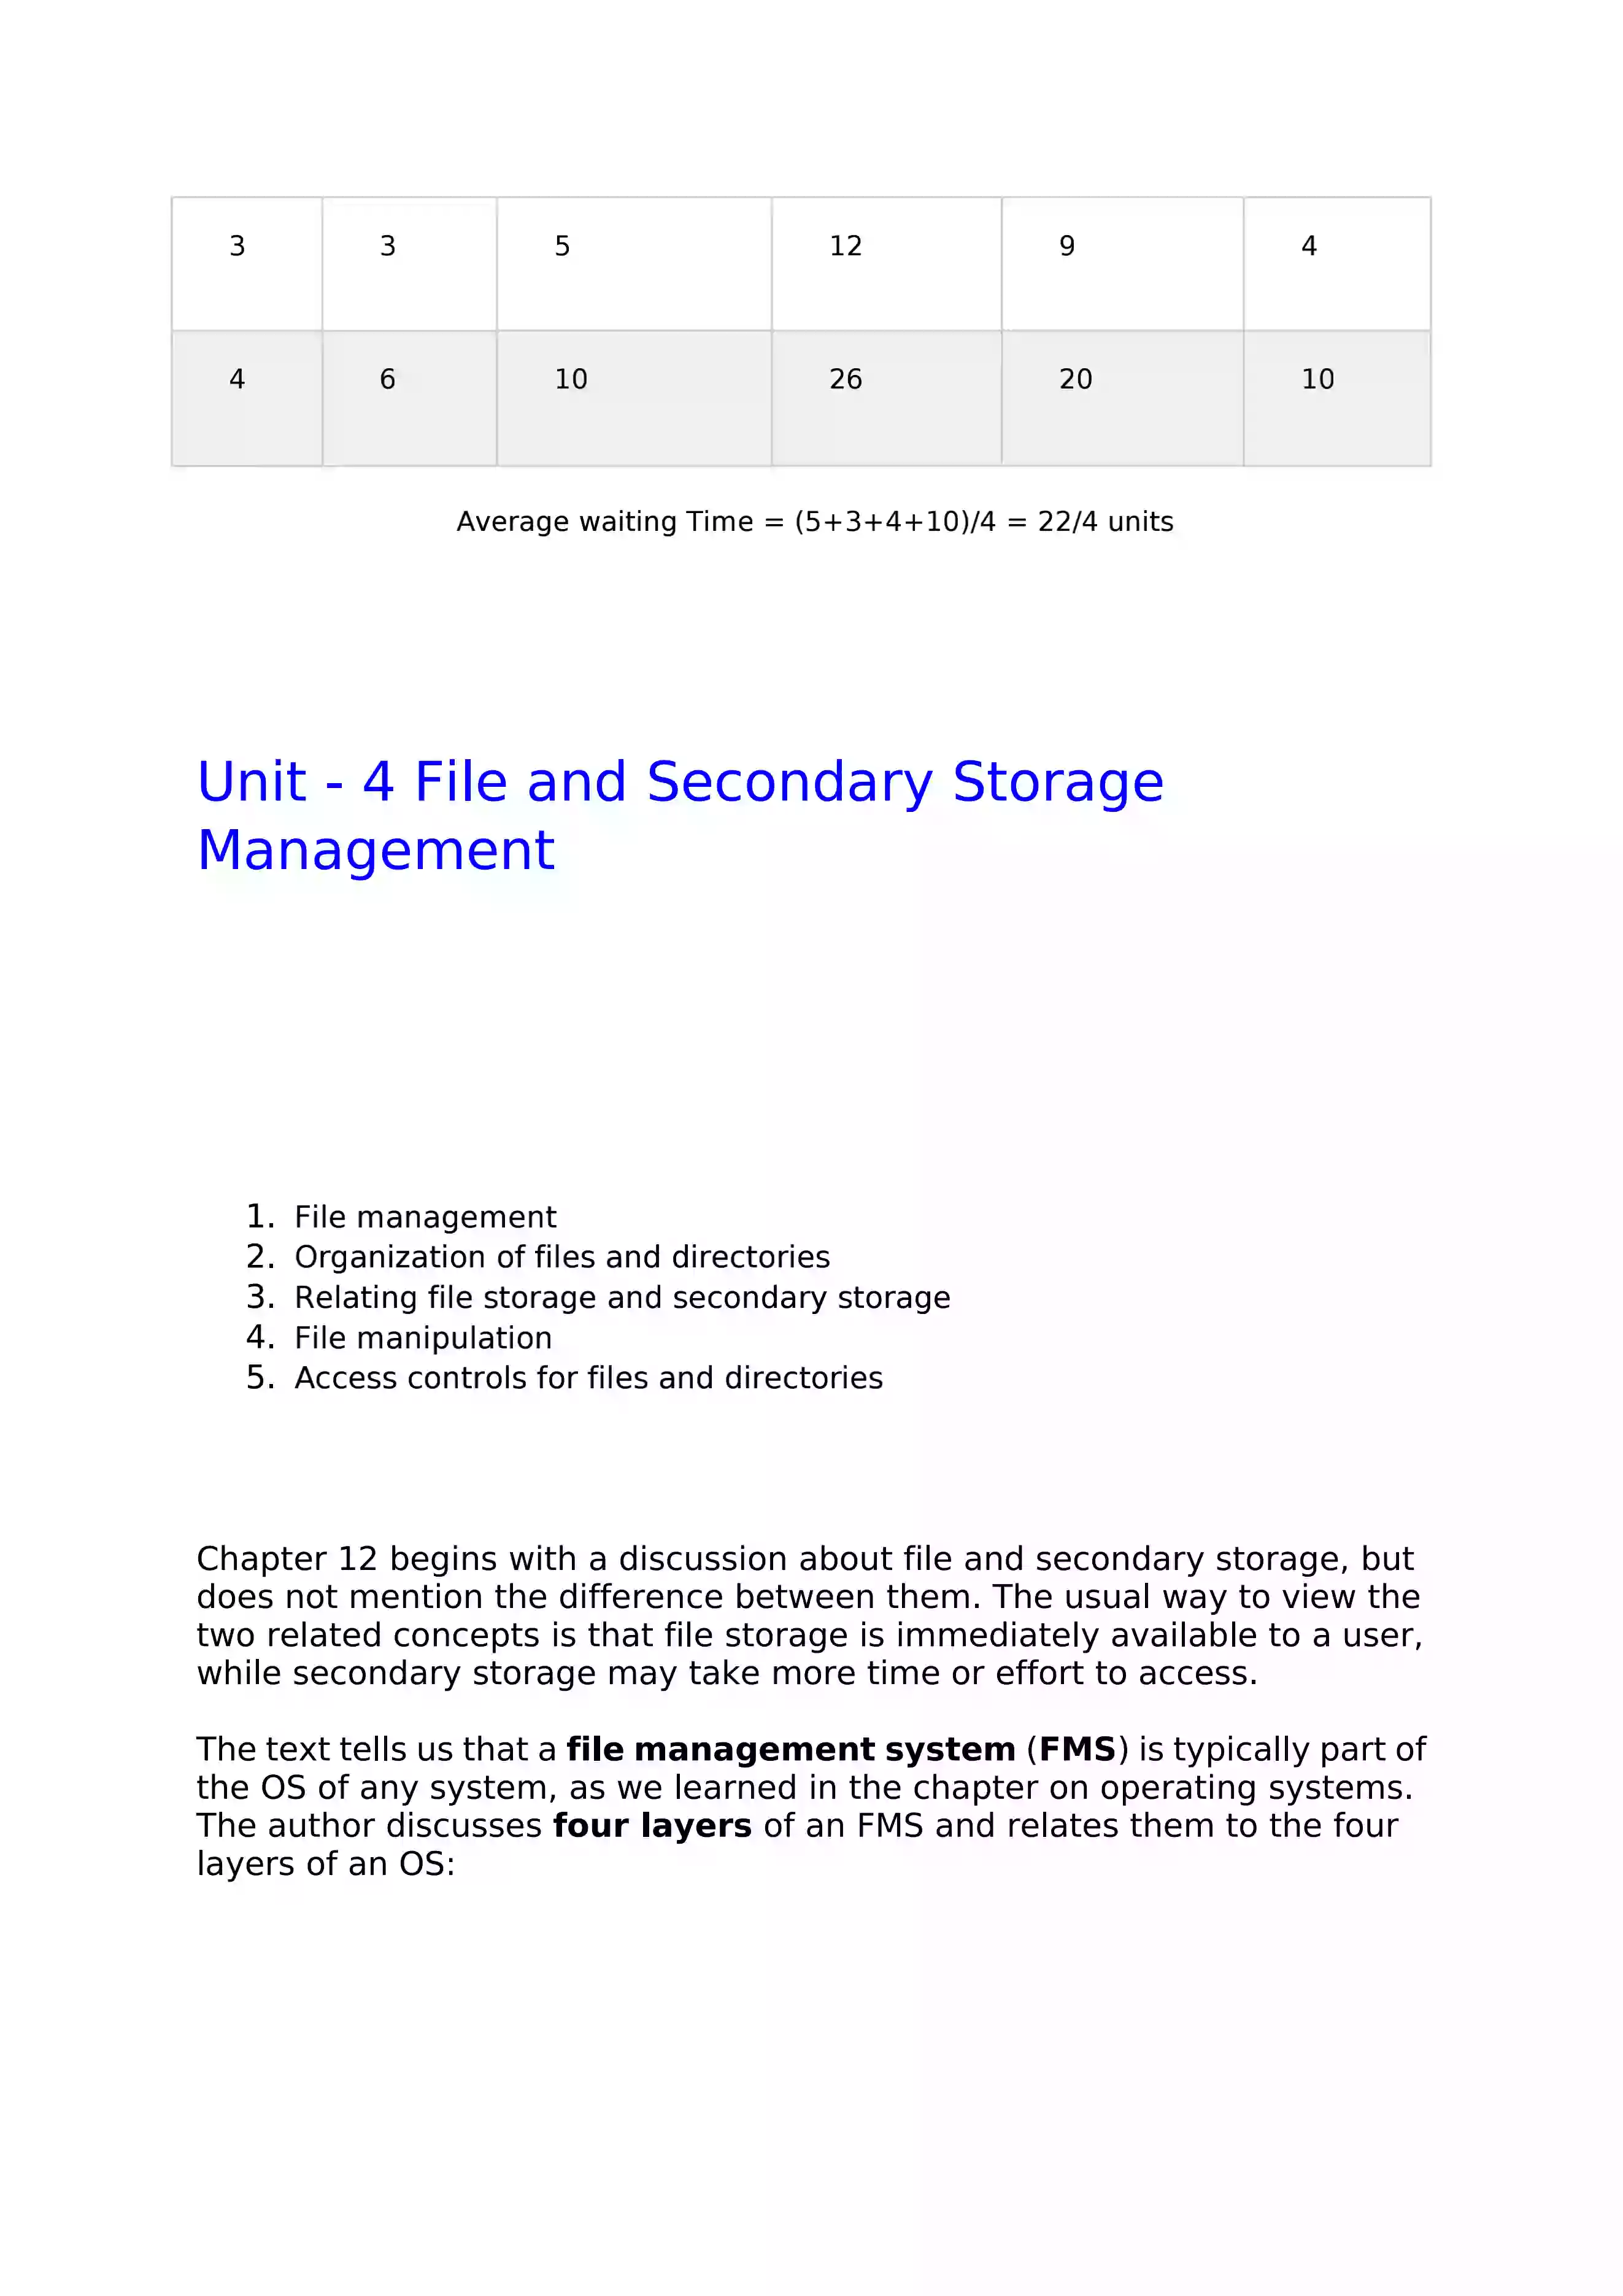 3 3 5 12 9 4
4 6 10 26 20 10
Average waiting Time = (5+3+4+10)/4 = 22/4 units
Unit - 4 File and Secondary Storage
Management
1. File management
2. Organization of files and directories
3. Relating file storage and secondary storage
4. File manipulation
5. Access controls for files and directories
Chapter 12 begins with a discussion about file and secondary storage, but
does not mention the difference between them. The usual way to view the
two related concepts is that file storage is immediately available to a user,
while secondary storage may take more time or effort to access.
The text tells us that a file management system (FMS) is typically part of
the OS of any system, as we learned in the chapter on operating systems.
The author discusses four layers of an FMS and relates them to the four
layers of an OS: